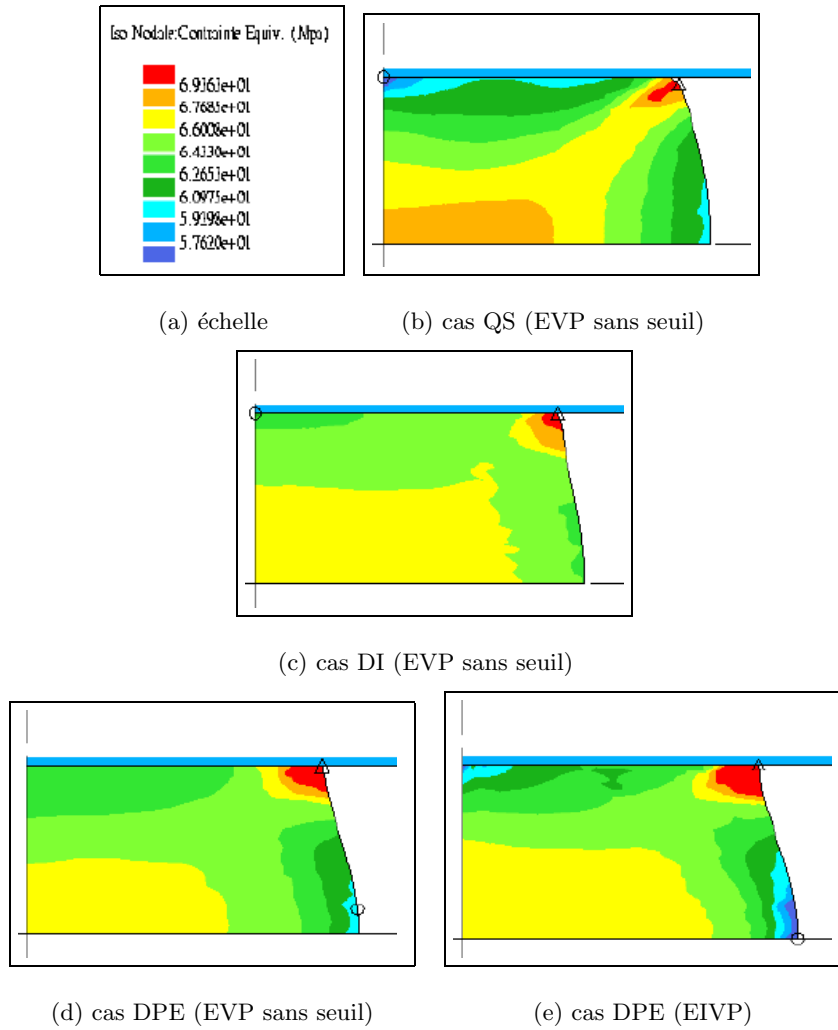 Iso Nodale:Contrainte Equiv. (Mpa)
6.9363e+01
6.7685e+01
6.6008e+01
6.4330e+01
6.2653e+01
6.0975e+01
5.9298e+01
5.7620e+01
(a) échelle
(b) cas QS (EVP sans seuil)
(c) cas DI (EVP sans seuil)
(d) cas DPE (EVP sans seuil)
(e) cas DPE (EIVP)